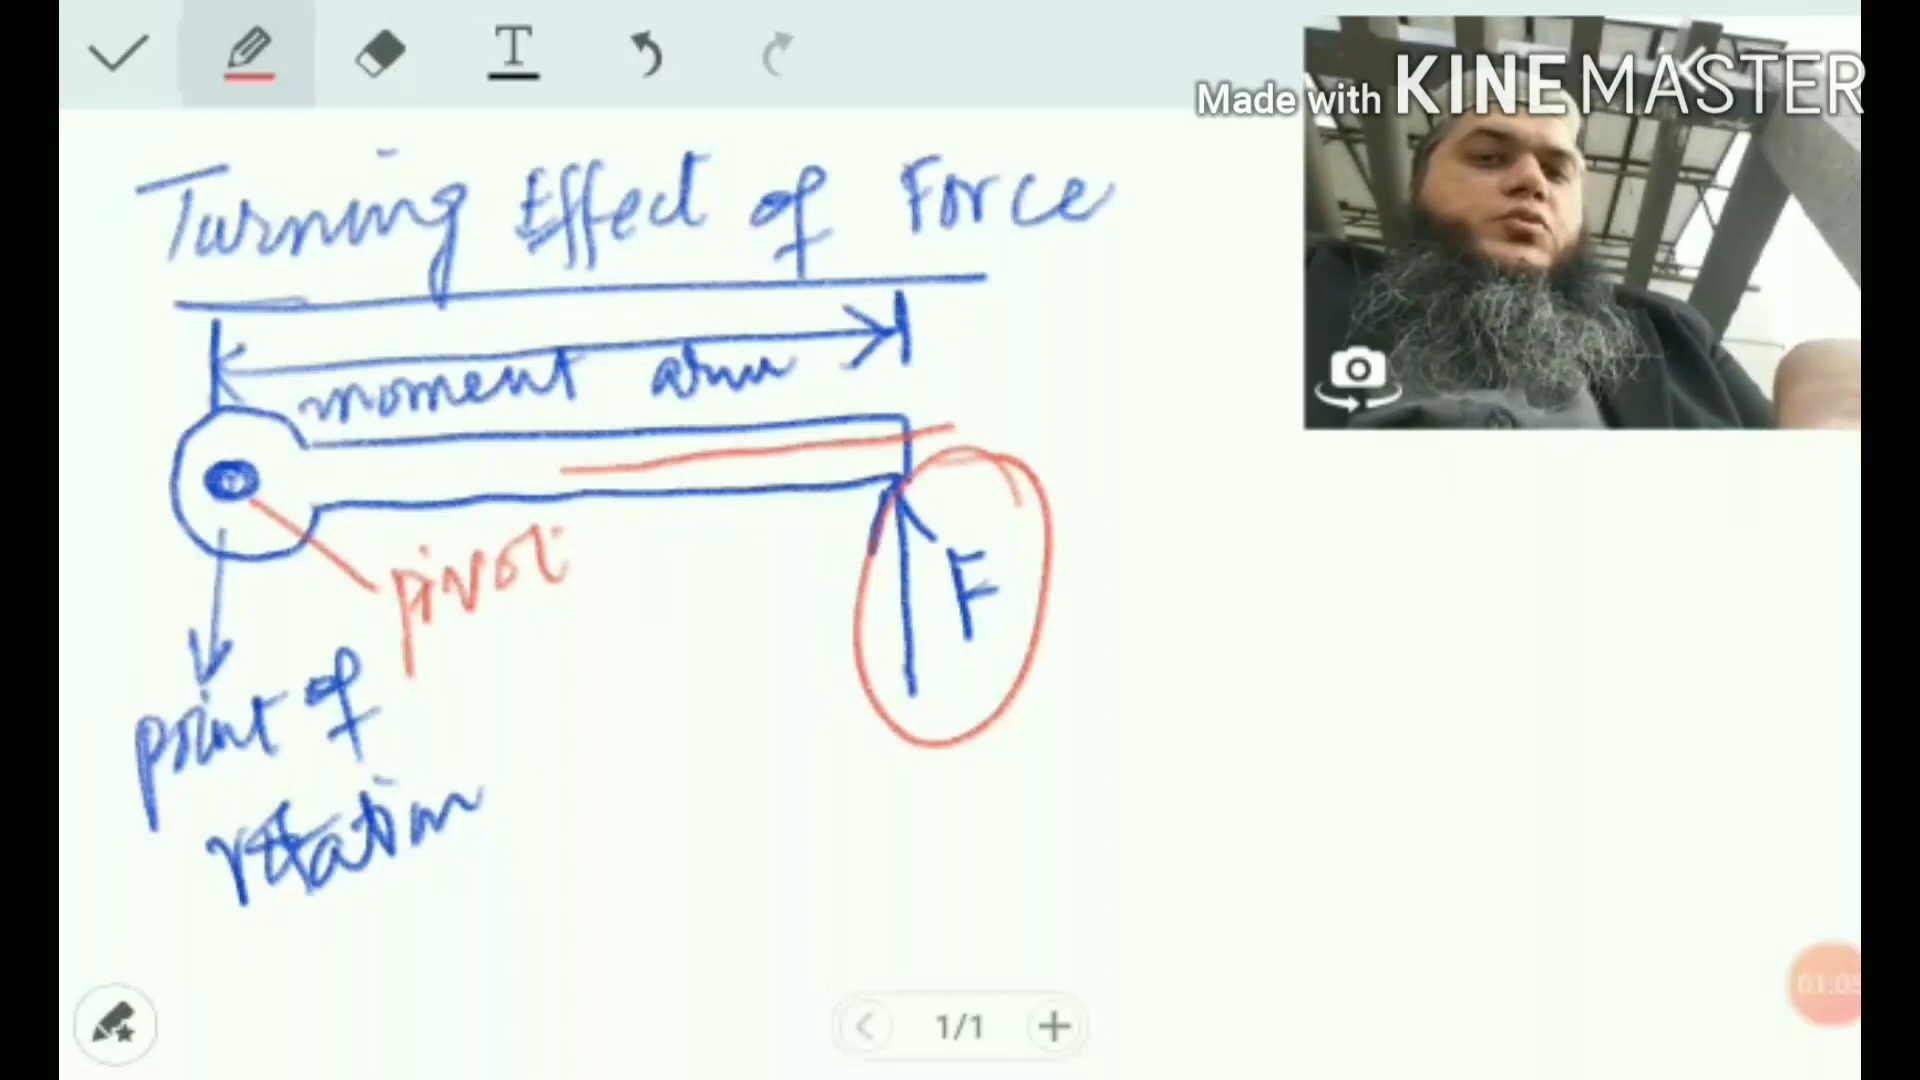 Made with KINEMASTER
Turning Effect of Force
moment arm
F
pivot
point of
rotation
1/1